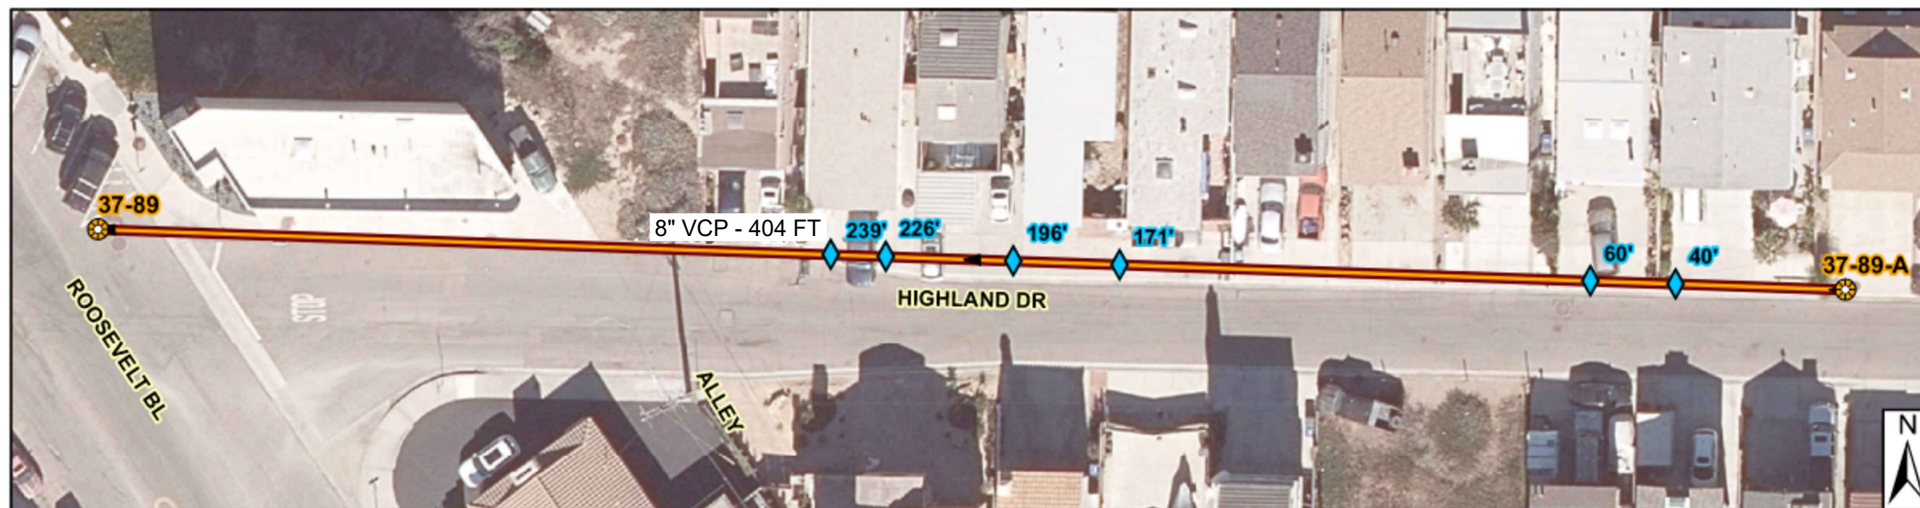 37-89
8" VCP - 404 FT
239'
226'
196'
171'
60'
40'
37-89-A
HIGHLAND DR
STOP
ROOSEVELT BL
ALLEY
N